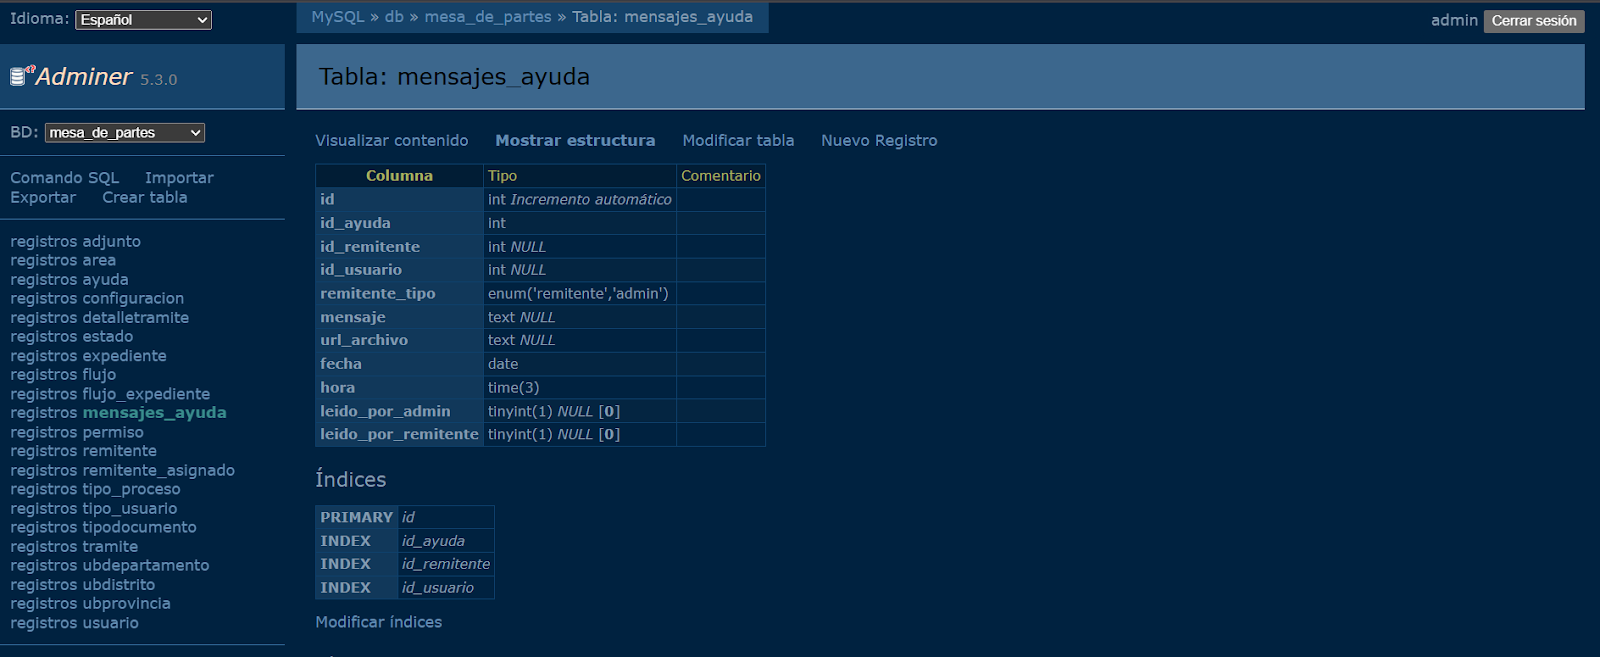 Idioma: Español
MySQL » db » mesa_de_partes » Tabla: mensajes_ayuda
admin Cerrar sesión
Adminer 5.3.0
Tabla: mensajes_ayuda
BD: mesa_de_partes
Comando SQL Importar
Exportar Crear tabla
registros adjunto
registros area
registros ayuda
registros configuracion
registros detalletramite
registros estado
registros expediente
registros flujo
registros flujo_expediente
registros mensajes_ayuda
registros permiso
registros remitente
registros remitente_asignado
registros tipo_proceso
registros tipo_usuario
registros tipodocumento
registros tramite
registros ubdepartamento
registros ubdistrito
registros ubprovincia
registros usuario
Visualizar contenido Mostrar estructura Modificar tabla Nuevo Registro
Columna Tipo Comentario
id int Incremento automático
id_ayuda int
id_remitente int NULL
id_usuario int NULL
remitente_tipo enum('remitente','admin')
mensaje text NULL
url_archivo text NULL
fecha date
hora time(3)
leido_por_admin tinyint(1) NULL [0]
leido_por_remitente tinyint(1) NULL [0]
Índices
PRIMARY id
INDEX id_ayuda
INDEX id_remitente
INDEX id_usuario
Modificar índices